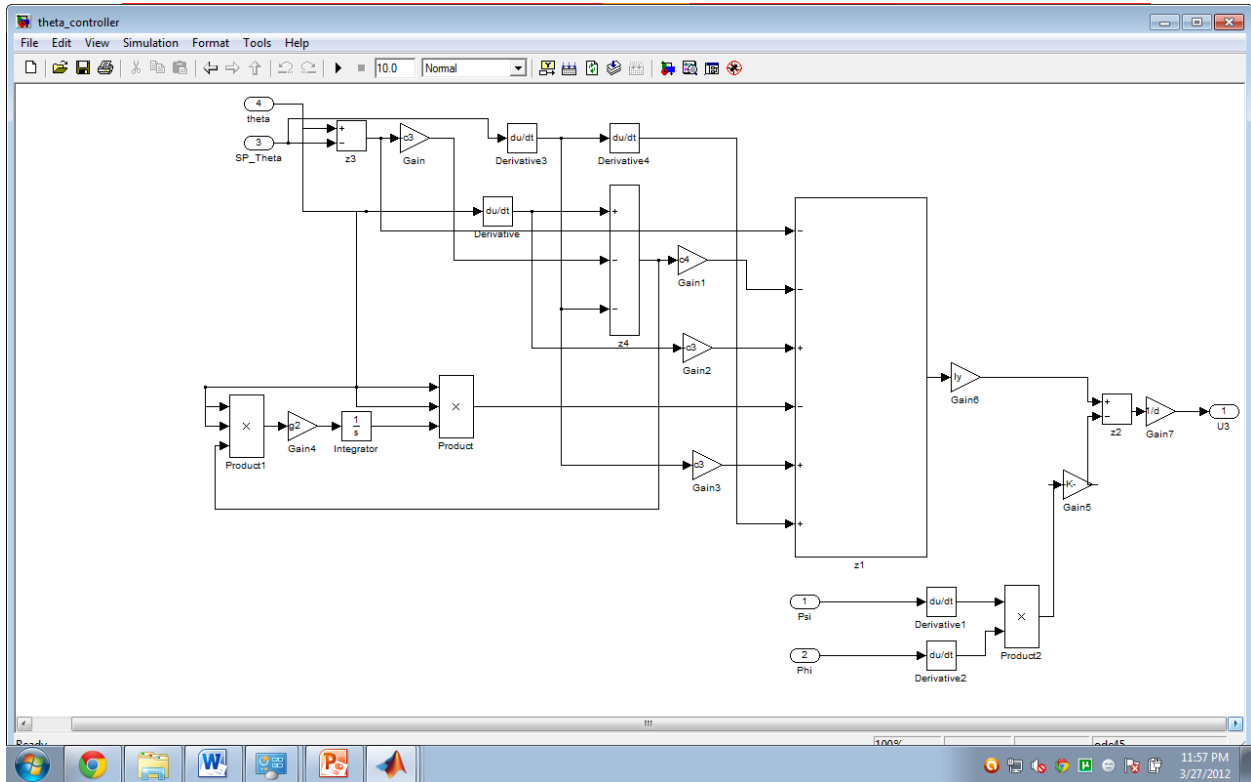 theta_controller
File Edit View Simulation Format Tools Help
10.0 Normal
4
theta
3
SP_Theta
+
−
z3
c3
Gain
du/dt
Derivative3
du/dt
Derivative4
du/dt
Derivative
+
−
−
z4
c4
Gain1
c3
Gain2
×
Product1
g2
Gain4
1
s
Integrator
×
Product
c3
Gain3
−
−
+
−
+
+
z1
Iy
Gain6
+
−
z2
1/d
Gain7
1
U3
-K-
Gain5
1
Psi
du/dt
Derivative1
2
Phi
du/dt
Derivative2
×
Product2
Ready 100% ode45
11:57 PM
3/27/2012